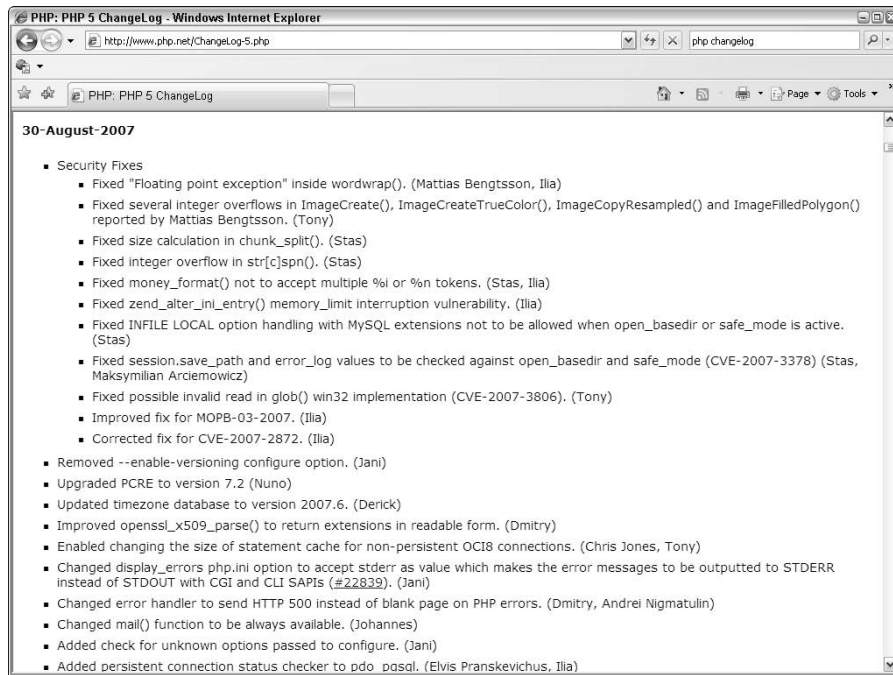 PHP: PHP 5 ChangeLog - Windows Internet Explorer
http://www.php.net/ChangeLog-5.php
php changelog
PHP: PHP 5 ChangeLog
Page
Tools
30-August-2007
Security Fixes
Fixed "Floating point exception" inside wordwrap(). (Mattias Bengtsson, Ilia)
Fixed several integer overflows in ImageCreate(), ImageCreateTrueColor(), ImageCopyResampled() and ImageFilledPolygon()
reported by Mattias Bengtsson. (Tony)
Fixed size calculation in chunk_split(). (Stas)
Fixed integer overflow in str[c]spn(). (Stas)
Fixed money_format() not to accept multiple %i or %n tokens. (Stas, Ilia)
Fixed zend_alter_ini_entry() memory_limit interruption vulnerability. (Ilia)
Fixed INFILE LOCAL option handling with MySQL extensions not to be allowed when open_basedir or safe_mode is active.
(Stas)
Fixed session.save_path and error_log values to be checked against open_basedir and safe_mode (CVE-2007-3378) (Stas,
Maksymilian Arciemowicz)
Fixed possible invalid read in glob() win32 implementation (CVE-2007-3806). (Tony)
Improved fix for MOPB-03-2007. (Ilia)
Corrected fix for CVE-2007-2872. (Ilia)
Removed --enable-versioning configure option. (Jani)
Upgraded PCRE to version 7.2 (Nuno)
Updated timezone database to version 2007.6. (Derick)
Improved openssl_x509_parse() to return extensions in readable form. (Dmitry)
Enabled changing the size of statement cache for non-persistent OCI8 connections. (Chris Jones, Tony)
Changed display_errors php.ini option to accept stderr as value which makes the error messages to be outputted to STDERR
instead of STDOUT with CGI and CLI SAPIs (#22839). (Jani)
Changed error handler to send HTTP 500 instead of blank page on PHP errors. (Dmitry, Andrei Nigmatulin)
Changed mail() function to be always available. (Johannes)
Added check for unknown options passed to configure. (Jani)
Added persistent connection status checker to pdo_pgsql. (Elvis Pranskevichus, Ilia)